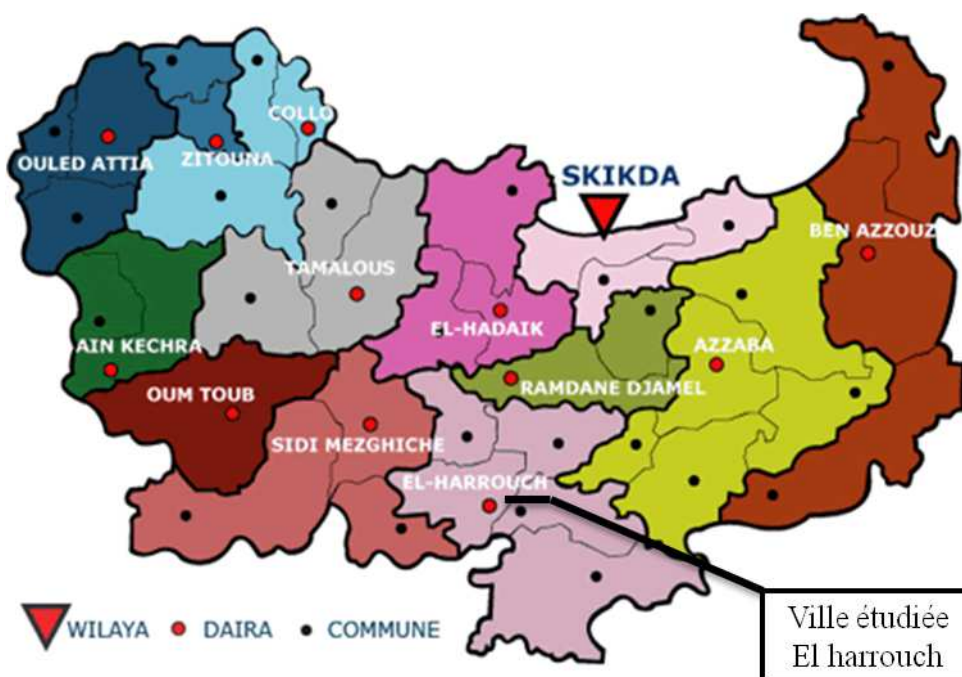 COLLO
OULED ATTIA
ZITOUNA
SKIKDA
BEN AZZOUZ
TAMALOUS
EL-HADAIK
AIN KECHRA
AZZABA
OUM TOUB
RAMDANE DJAMEL
SIDI MEZGHICHE
EL-HARROUCH
WILAYA
DAIRA
COMMUNE
Ville étudiée
El harrouch